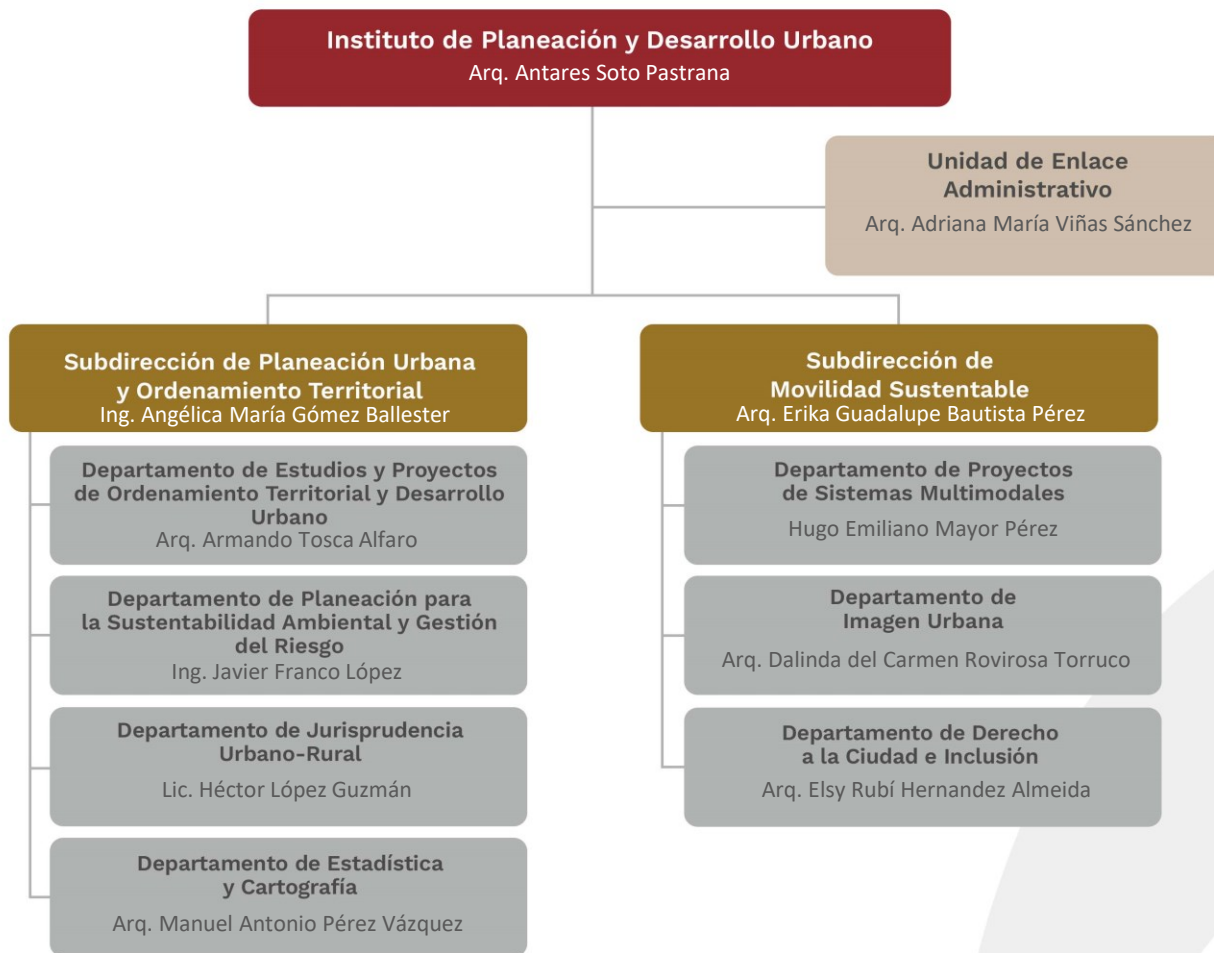 Instituto de Planeación y Desarrollo Urbano
Arq. Antares Soto Pastrana
Unidad de Enlace
Administrativo
Arq. Adriana María Viñas Sánchez
Subdirección de Planeación Urbana
y Ordenamiento Territorial
Ing. Angélica María Gómez Ballester
Departamento de Estudios y Proyectos
de Ordenamiento Territorial y Desarrollo
Urbano
Arq. Armando Tosca Alfaro
Departamento de Planeación para
la Sustentabilidad Ambiental y Gestión
del Riesgo
Ing. Javier Franco López
Departamento de Jurisprudencia
Urbano-Rural
Lic. Héctor López Guzmán
Departamento de Estadística
y Cartografía
Arq. Manuel Antonio Pérez Vázquez
Subdirección de
Movilidad Sustentable
Arq. Erika Guadalupe Bautista Pérez
Departamento de Proyectos
de Sistemas Multimodales
Hugo Emiliano Mayor Pérez
Departamento de
Imagen Urbana
Arq. Dalinda del Carmen Rovirosa Torruco
Departamento de Derecho
a la Ciudad e Inclusión
Arq. Elsy Rubí Hernandez Almeida